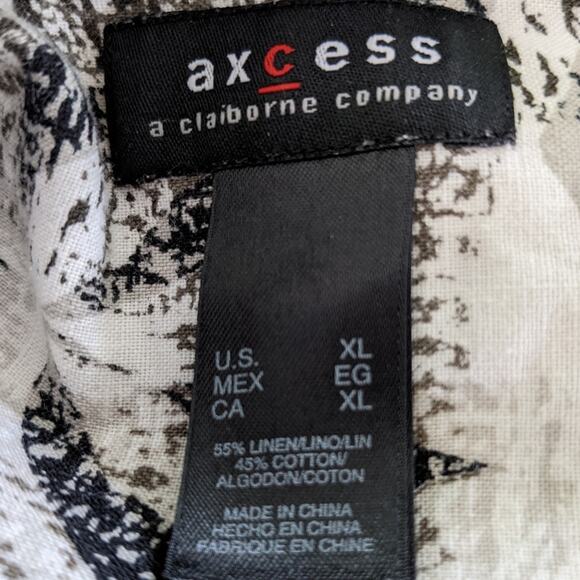 axcess
a claiborne company
U.S. XL
MEX EG
CA XL
55% LINEN/LINO/LIN
45% COTTON/
ALGODON/COTON
MADE IN CHINA
HECHO EN CHINA
FABRIQUE EN CHINE